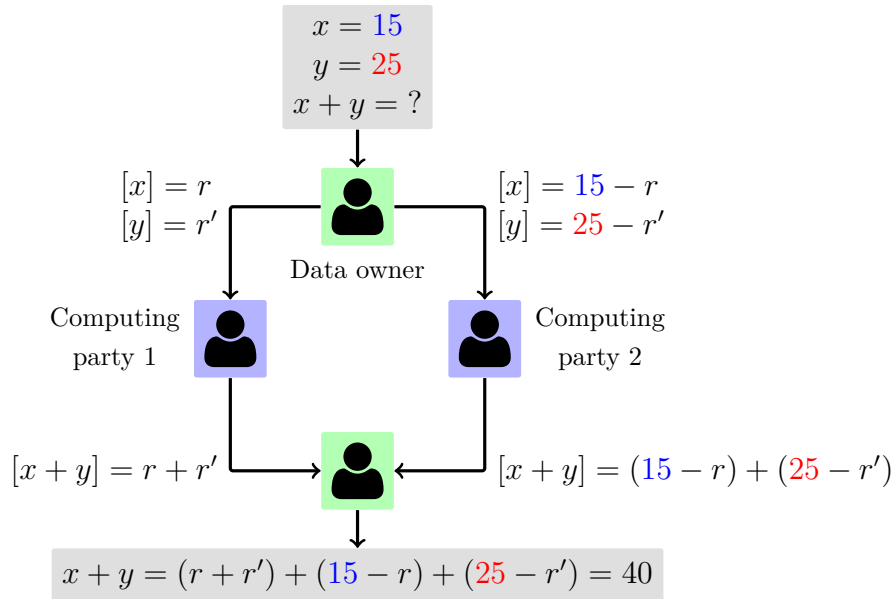 x = 15
y = 25
x + y = ?
[x] = r
[y] = r′
[x] = 15 − r
[y] = 25 − r′
Data owner
Computing
party 1
Computing
party 2
[x + y] = r + r′
[x + y] = (15 − r) + (25 − r′)
x + y = (r + r′) + (15 − r) + (25 − r′) = 40